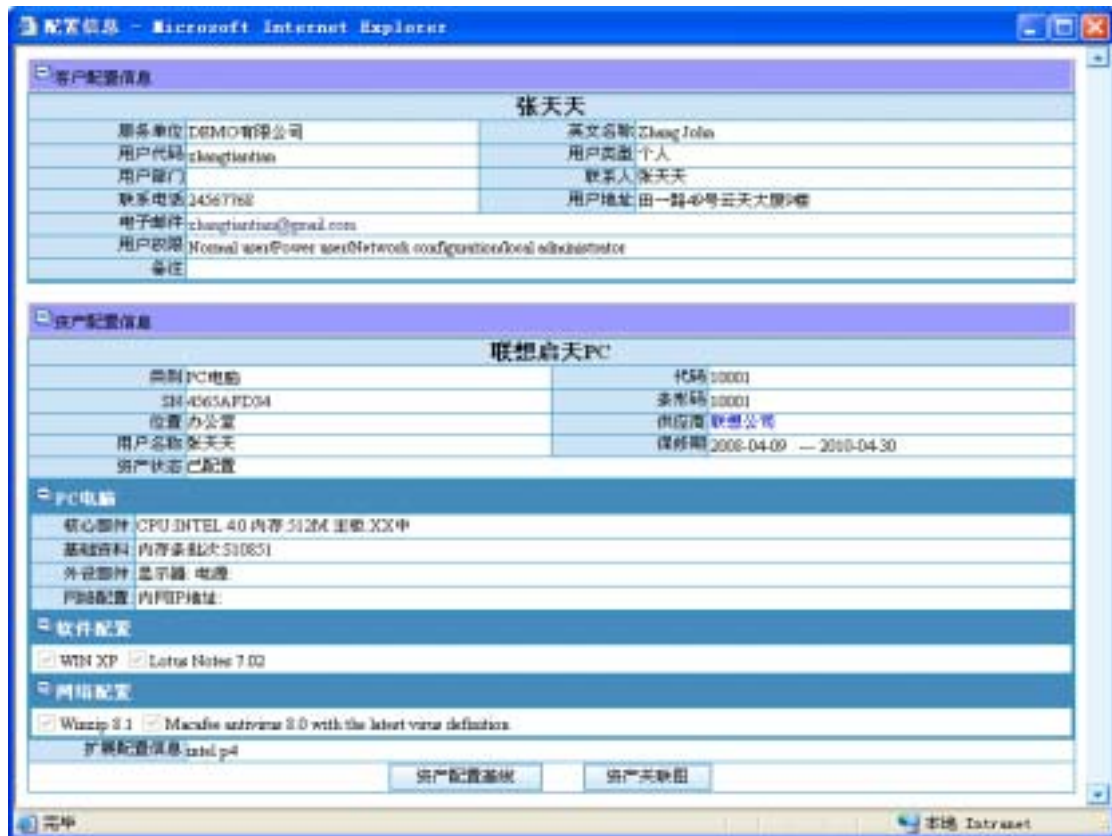 配置信息 - Microsoft Internet Explorer
客户配置信息
张天天
服务单位 DEMO有限公司 英文名称 Zhang John
用户代码 zhangtiantian 用户类型 个人
用户部门 联系人 张天天
联系电话 24567768 用户地址 田一路49号云天大厦9楼
电子邮件 zhangtiantian@gmail.com
用户权限 Normal user/Power user/Network configuration/local administrator
备注
资产配置信息
联想启天PC
类别 PC电脑 代码 10001
SN 4565AFD34 条形码 10001
位置 办公室 供应商 联想公司
用户名称 张天天 保修期 2008-04-09 --- 2010-04-30
资产状态 已配置
PC电脑
核心部件 CPU:INTEL 4.0 内存:512M 主板:XX中
基础资料 内存条批次:510851
外设部件 显示器: 电源:
网络配置 内网IP地址:
软件配置
WIN XP Lotus Notes 7.02
网络配置
Winzip 8.1 Macafee antivirus 8.0 with the latest virus definition
扩展配置信息 intel p4
资产配置基线 资产关联图
完毕 本地 Intranet